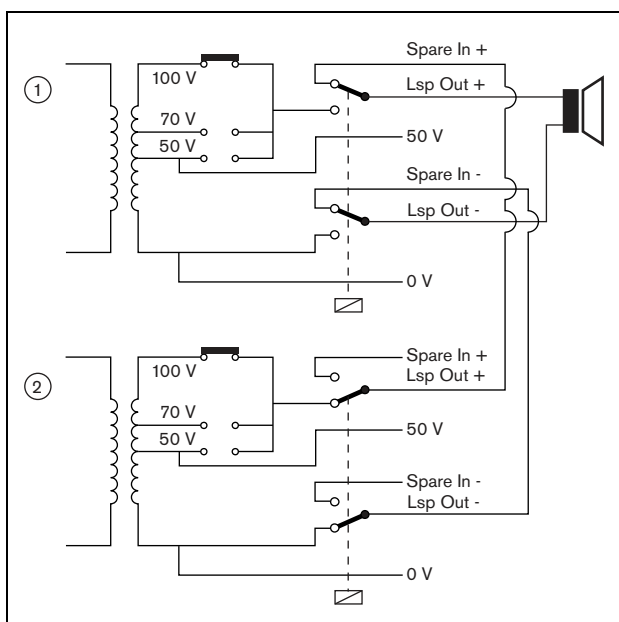 Spare In +
1
100 V
Lsp Out +
70 V
50 V
50 V
Spare In -
Lsp Out -
0 V
Spare In +
2
100 V
Lsp Out +
70 V
50 V
50 V
Spare In -
Lsp Out -
0 V